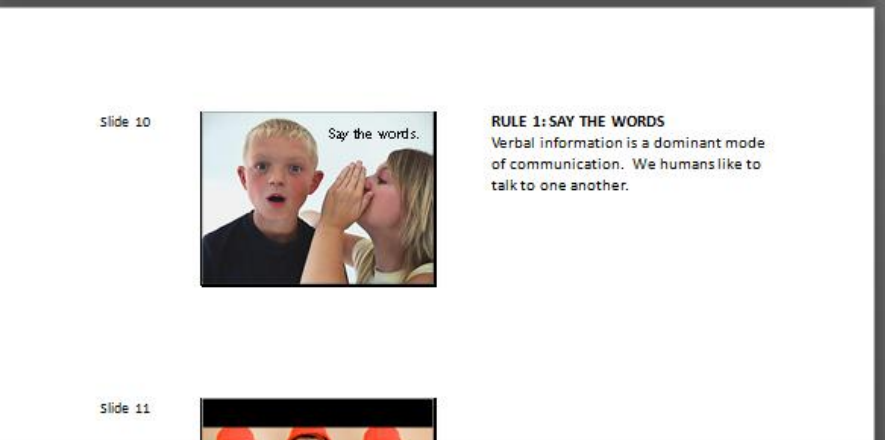 Slide 10
Say the words.
RULE 1: SAY THE WORDS
Verbal information is a dominant mode
of communication.  We humans like to
talk to one another.
Slide 11